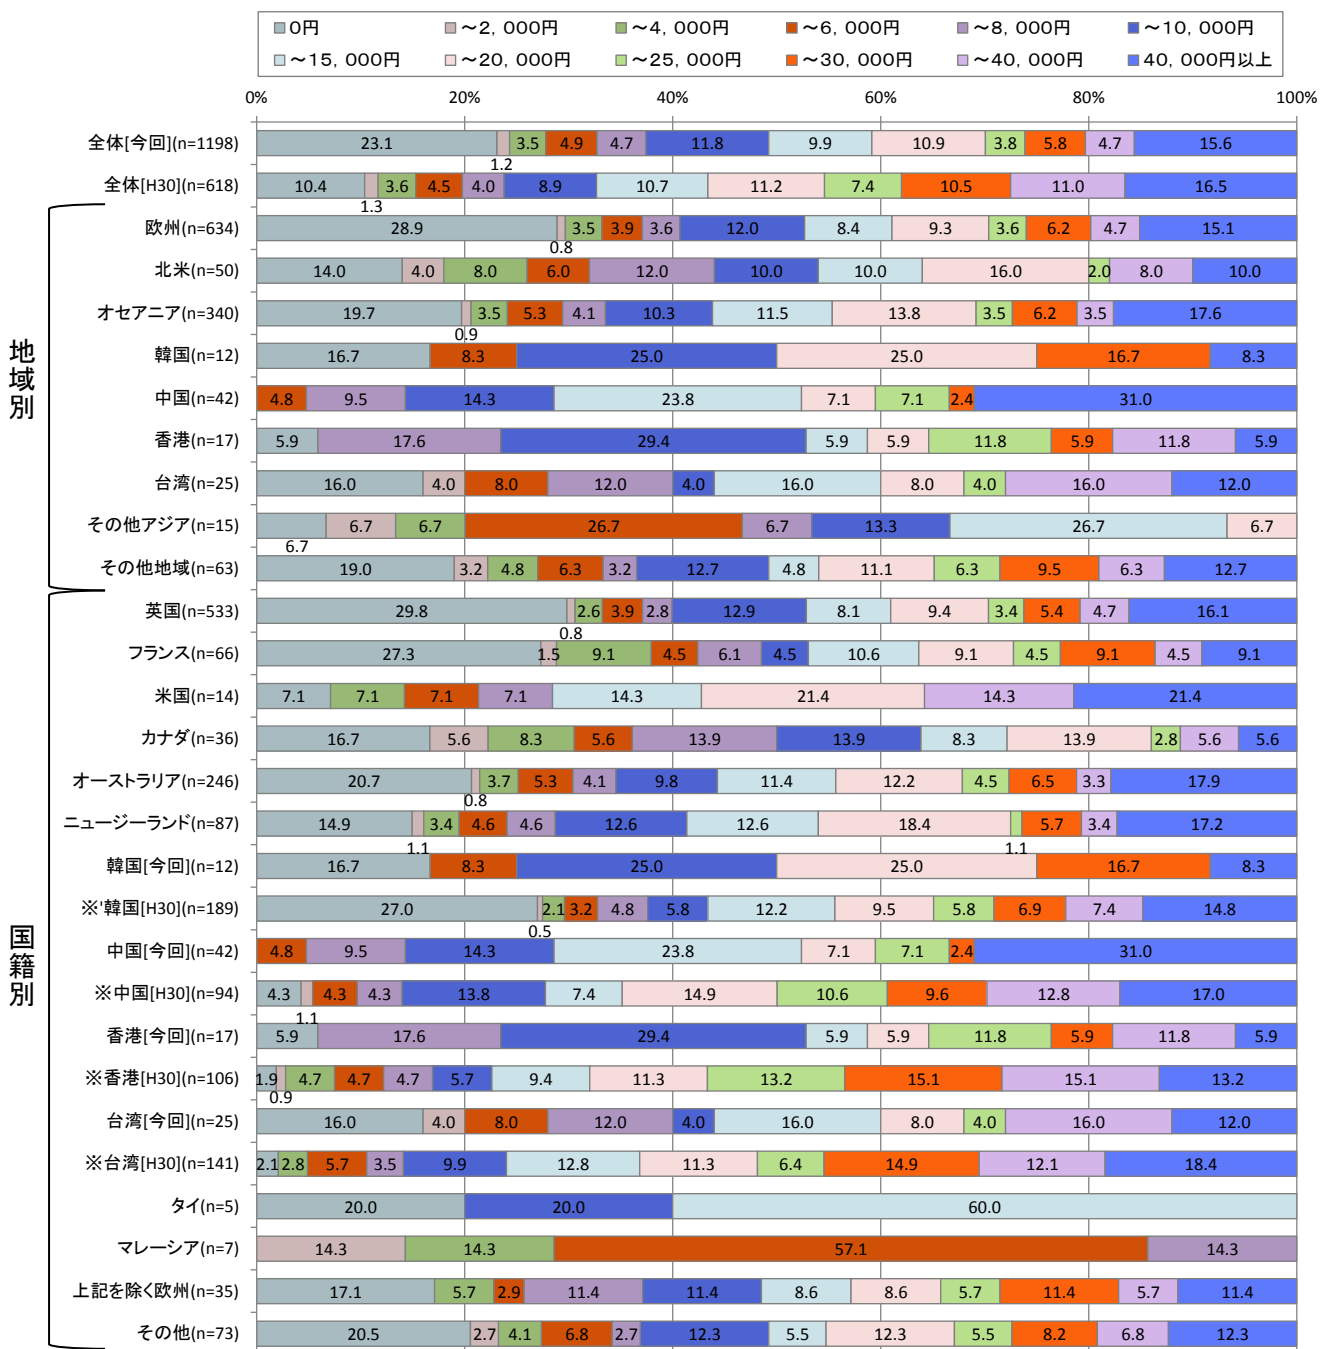 0円 ～2，000円 ～4，000円 ～6，000円 ～8，000円 ～10，000円
～15，000円 ～20，000円 ～25，000円 ～30，000円 ～40，000円 40，000円以上
0% 20% 40% 60% 80% 100%
全体[今回](n=1198) 23.1 1.2 3.5 4.9 4.7 11.8 9.9 10.9 3.8 5.8 4.7 15.6
全体[H30](n=618) 10.4 1.3 3.6 4.5 4.0 8.9 10.7 11.2 7.4 10.5 11.0 16.5
地域別
欧州(n=634) 28.9 0.8 3.5 3.9 3.6 12.0 8.4 9.3 3.6 6.2 4.7 15.1
北米(n=50) 14.0 4.0 8.0 6.0 12.0 10.0 10.0 16.0 2.0 8.0 10.0
オセアニア(n=340) 19.7 0.9 3.5 5.3 4.1 10.3 11.5 13.8 3.5 6.2 3.5 17.6
韓国(n=12) 16.7 8.3 25.0 25.0 16.7 8.3
中国(n=42) 4.8 9.5 14.3 23.8 7.1 7.1 2.4 31.0
香港(n=17) 5.9 17.6 29.4 5.9 5.9 11.8 5.9 11.8 5.9
台湾(n=25) 16.0 4.0 8.0 12.0 4.0 16.0 8.0 4.0 16.0 12.0
その他アジア(n=15) 6.7 6.7 6.7 26.7 6.7 13.3 26.7 6.7
その他地域(n=63) 19.0 3.2 4.8 6.3 3.2 12.7 4.8 11.1 6.3 9.5 6.3 12.7
国籍別
英国(n=533) 29.8 0.8 2.6 3.9 2.8 12.9 8.1 9.4 3.4 5.4 4.7 16.1
フランス(n=66) 27.3 1.5 9.1 4.5 6.1 4.5 10.6 9.1 4.5 9.1 4.5 9.1
米国(n=14) 7.1 7.1 7.1 7.1 14.3 21.4 14.3 21.4
カナダ(n=36) 16.7 5.6 8.3 5.6 13.9 13.9 8.3 13.9 2.8 5.6 5.6
オーストラリア(n=246) 20.7 0.8 3.7 5.3 4.1 9.8 11.4 12.2 4.5 6.5 3.3 17.9
ニュージーランド(n=87) 14.9 1.1 3.4 4.6 4.6 12.6 12.6 18.4 1.1 5.7 3.4 17.2
韓国[今回](n=12) 16.7 8.3 25.0 25.0 16.7 8.3
※'韓国[H30](n=189) 27.0 0.5 2.1 3.2 4.8 5.8 12.2 9.5 5.8 6.9 7.4 14.8
中国[今回](n=42) 4.8 9.5 14.3 23.8 7.1 7.1 2.4 31.0
※中国[H30](n=94) 4.3 1.1 4.3 4.3 13.8 7.4 14.9 10.6 9.6 12.8 17.0
香港[今回](n=17) 5.9 17.6 29.4 5.9 5.9 11.8 5.9 11.8 5.9
※香港[H30](n=106) 1.9 0.9 4.7 4.7 4.7 5.7 9.4 11.3 13.2 15.1 15.1 13.2
台湾[今回](n=25) 16.0 4.0 8.0 12.0 4.0 16.0 8.0 4.0 16.0 12.0
※台湾[H30](n=141) 2.1 2.8 5.7 3.5 9.9 12.8 11.3 6.4 14.9 12.1 18.4
タイ(n=5) 20.0 20.0 60.0
マレーシア(n=7) 14.3 14.3 57.1 14.3
上記を除く欧州(n=35) 17.1 5.7 2.9 11.4 11.4 8.6 8.6 5.7 11.4 5.7 11.4
その他(n=73) 20.5 2.7 4.1 6.8 2.7 12.3 5.5 12.3 5.5 8.2 6.8 12.3